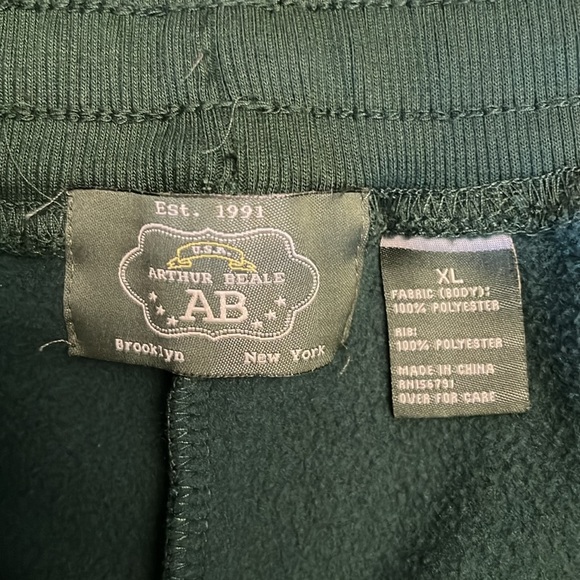 Est. 1991
U.S.A.
ARTHUR BEALE
AB
Brooklyn New York
XL
FABRIC (BODY):
100% POLYESTER
RIB:
100% POLYESTER
MADE IN CHINA
RN156791
OVER FOR CARE